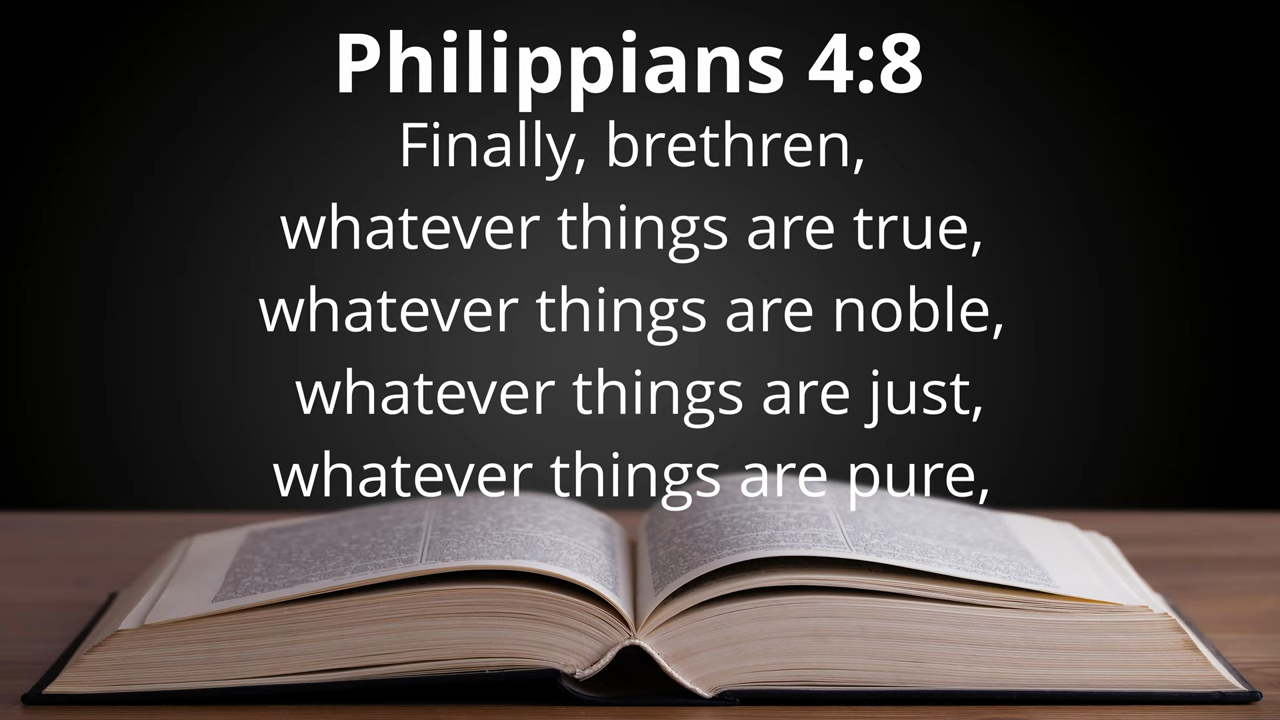 Philippians 4:8
Finally, brethren,
whatever things are true,
whatever things are noble,
whatever things are just,
whatever things are pure,